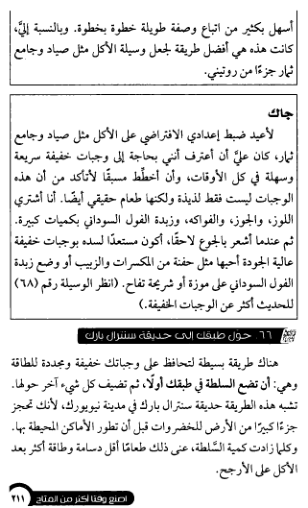 أسهل بكثير من اتباع وصفة طويلة خطوة بخطوة. وبالنسبة إليَّ،
كانت هذه هي أفضل طريقة لجعل وسيلة الأكل مثل صياد وجامع
ثمار جزءًا من روتيني.
جاك
لأعيد ضبط إعدادي الافتراضي على الأكل مثل صياد وجامع
ثمار، كان عليَّ أن أعترف أنني بحاجة إلى وجبات خفيفة سريعة
وسهلة في كل الأوقات، وأن أخطِّط مسبقًا لأتأكد من أن هذه
الوجبات ليست فقط لذيذة ولكنها طعام حقيقي أيضًا. أنا أشتري
اللوز، والجوز، والفواكه، وزبدة الفول السوداني بكميات كبيرة.
ثم عندما أشعر بالجوع لاحقًا، أكون مستعدًا لسده بوجبات خفيفة
عالية الجودة أحبها مثل حفنة من المكسرات والزبيب أو وضع زبدة
الفول السوداني على موزة أو شريحة تفاح. (انظر الوسيلة رقم (٦٨)
للحديث أكثر عن الوجبات الخفيفة.)
٦٦. حول طبقك إلى حديقة سنترال بارك
هناك طريقة بسيطة لتحافظ على وجباتك خفيفة ومجددة للطاقة
وهي: أن تضع السلطة في طبقك أولًا، ثم تضيف كل شيء آخر حولها.
تشبه هذه الطريقة حديقة سنترال بارك في مدينة نيويورك، لأنك تحجز
جزءًا كبيرًا من الأرض للخضروات قبل أن تطور الأماكن المحيطة بها.
وكلما زادت كمية السَّلطة، عنى ذلك طعامًا أقل دسامة وطاقة أكثر بعد
الأكل على الأرجح.
اصنع وقتًا أكثر من المتاح ٢١١